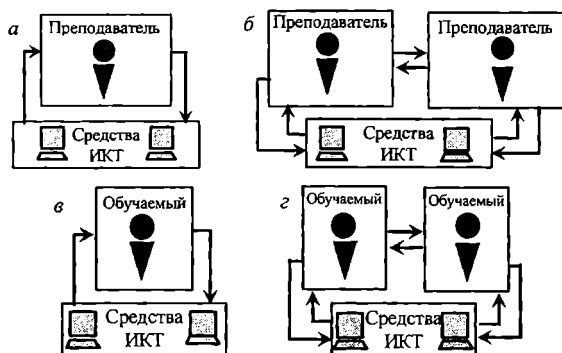 а
Преподаватель
Средства
ИКТ
б
Преподаватель
Преподаватель
Средства
ИКТ
в
Обучаемый
Средства
ИКТ
г
Обучаемый
Обучаемый
Средства
ИКТ